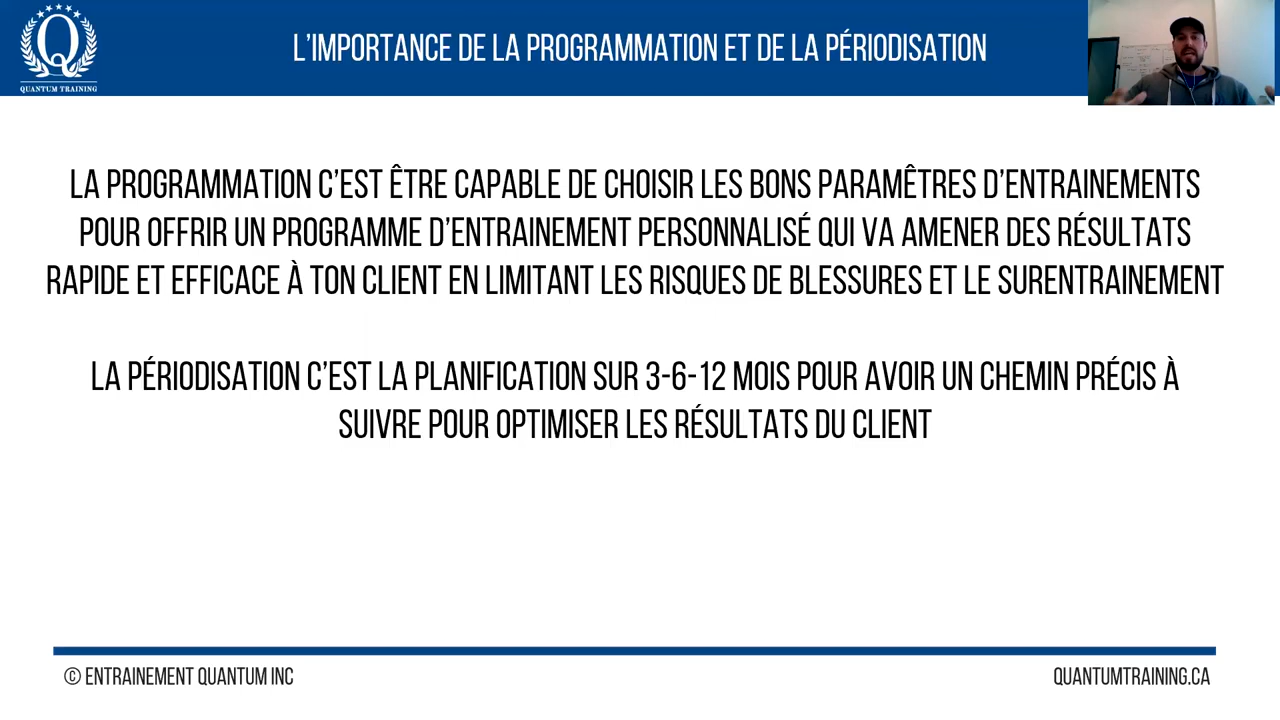 L'IMPORTANCE DE LA PROGRAMMATION ET DE LA PÉRIODISATION
Q
QUANTUM TRAINING
LA PROGRAMMATION C'EST ÊTRE CAPABLE DE CHOISIR LES BONS PARAMÊTRES D'ENTRAINEMENTS
POUR OFFRIR UN PROGRAMME D'ENTRAINEMENT PERSONNALISÉ QUI VA AMENER DES RÉSULTATS
RAPIDE ET EFFICACE À TON CLIENT EN LIMITANT LES RISQUES DE BLESSURES ET LE SURENTRAINEMENT
LA PÉRIODISATION C'EST LA PLANIFICATION SUR 3-6-12 MOIS POUR AVOIR UN CHEMIN PRÉCIS À
SUIVRE POUR OPTIMISER LES RÉSULTATS DU CLIENT
© ENTRAINEMENT QUANTUM INC
QUANTUMTRAINING.CA